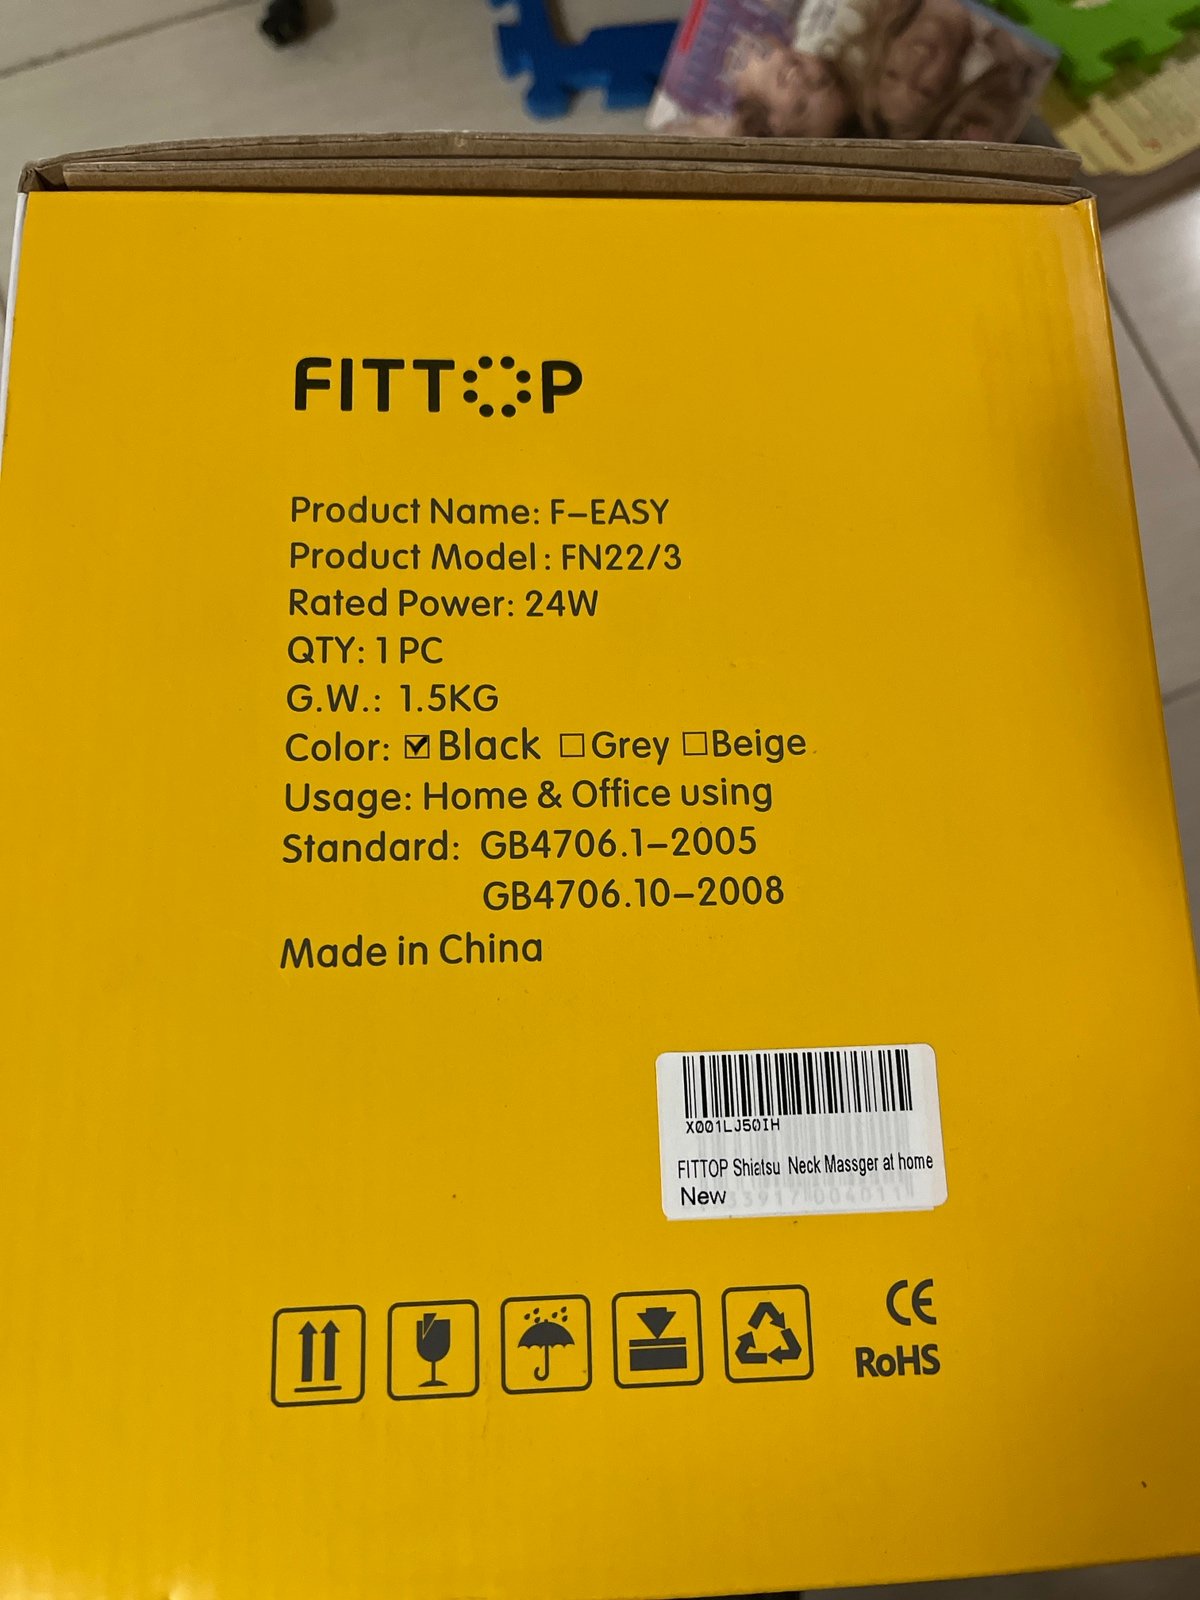 FITTOP
Product Name: F-EASY
Product Model: FN22/3
Rated Power: 24W
QTY: 1 PC
G.W.: 1.5KG
Color: ☑Black ☐Grey ☐Beige
Usage: Home & Office using
Standard: GB4706.1-2005
GB4706.10-2008
Made in China
X001LJ50IH
FITTOP Shiatsu Neck Massger at home
New
CE
RoHS